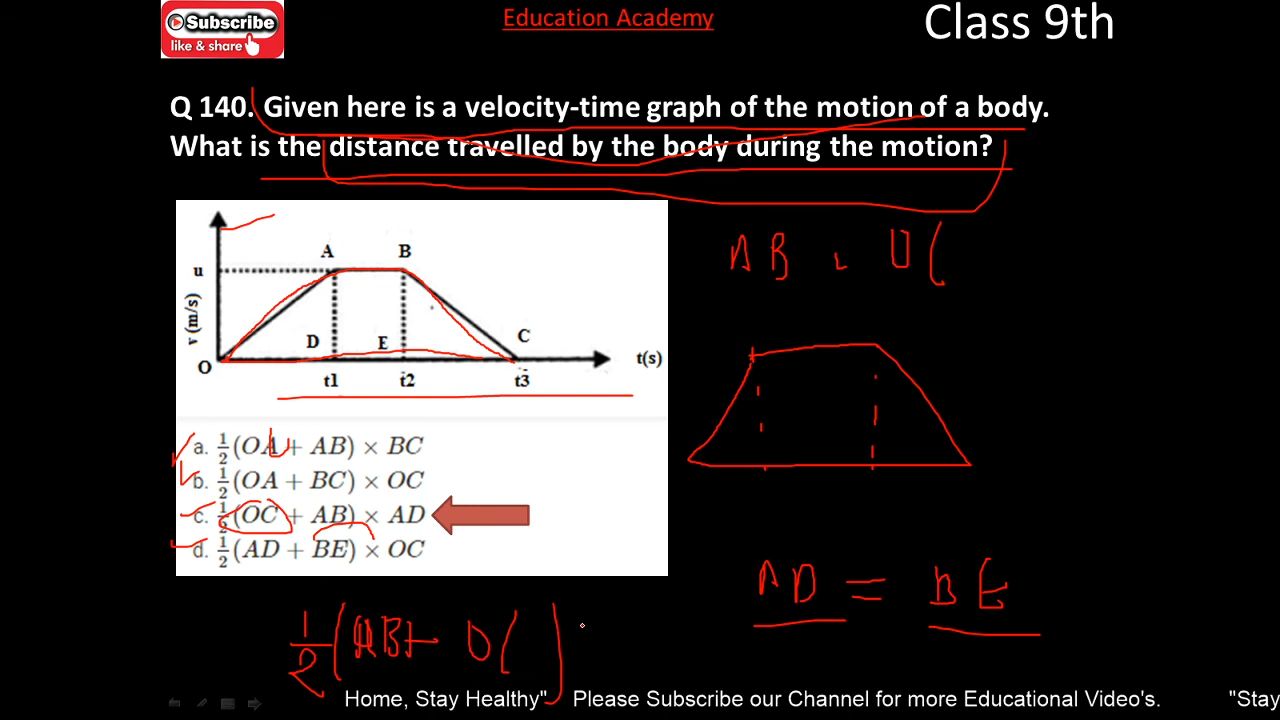 Subscribe
like & share
Education Academy
Class 9th
Q 140. Given here is a velocity-time graph of the motion of a body.
What is the distance travelled by the body during the motion?
A B
u
v (m/s)
D E C
O
t1 t2 t3
t(s)
a. ½(OA + AB) × BC
b. ½(OA + BC) × OC
c. ½(OC + AB) × AD
d. ½(AD + BE) × OC
AB , OC
AD = BE
½(AB+ OC)
Home, Stay Healthy" Please Subscribe our Channel for more Educational Video's. "Stay